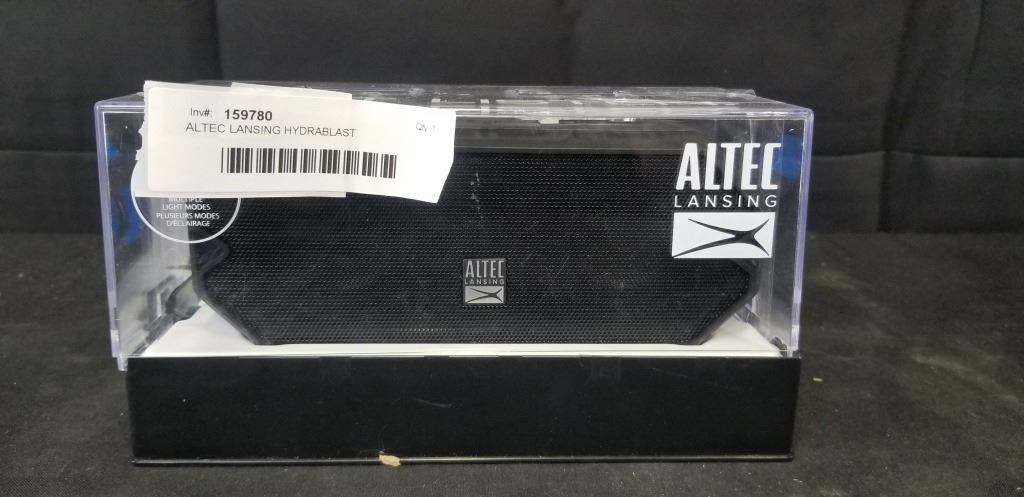 Inv#: 159780
ALTEC LANSING HYDRABLAST
Qty: 1
MULTIPLE
LIGHT MODES
PLUSIEURS MODES
D'ÉCLAIRAGE
ALTEC
LANSING
ALTEC
LANSING